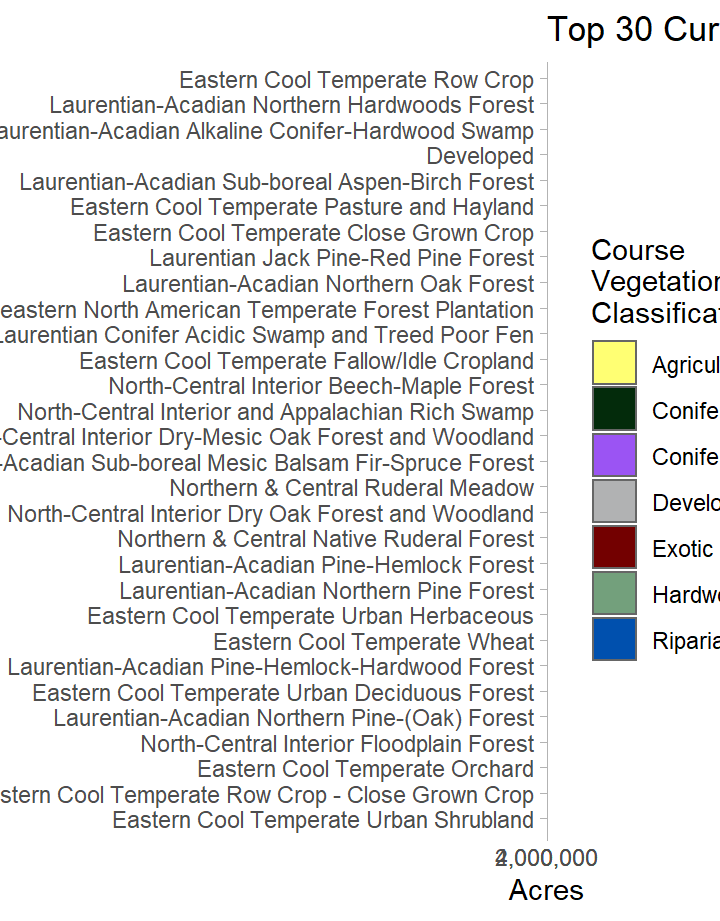 Top 30 Cur
Eastern Cool Temperate Row Crop
Laurentian-Acadian Northern Hardwoods Forest
aurentian-Acadian Alkaline Conifer-Hardwood Swamp
Developed
Laurentian-Acadian Sub-boreal Aspen-Birch Forest
Eastern Cool Temperate Pasture and Hayland
Eastern Cool Temperate Close Grown Crop
Laurentian Jack Pine-Red Pine Forest
Laurentian-Acadian Northern Oak Forest
eastern North American Temperate Forest Plantation
Laurentian Conifer Acidic Swamp and Treed Poor Fen
Eastern Cool Temperate Fallow/Idle Cropland
North-Central Interior Beech-Maple Forest
North-Central Interior and Appalachian Rich Swamp
-Central Interior Dry-Mesic Oak Forest and Woodland
-Acadian Sub-boreal Mesic Balsam Fir-Spruce Forest
Northern & Central Ruderal Meadow
North-Central Interior Dry Oak Forest and Woodland
Northern & Central Native Ruderal Forest
Laurentian-Acadian Pine-Hemlock Forest
Laurentian-Acadian Northern Pine Forest
Eastern Cool Temperate Urban Herbaceous
Eastern Cool Temperate Wheat
Laurentian-Acadian Pine-Hemlock-Hardwood Forest
Eastern Cool Temperate Urban Deciduous Forest
Laurentian-Acadian Northern Pine-(Oak) Forest
North-Central Interior Floodplain Forest
Eastern Cool Temperate Orchard
stern Cool Temperate Row Crop - Close Grown Crop
Eastern Cool Temperate Urban Shrubland
Acres
Course
Vegetation
Classificat
Agricul
Conife
Conife
Develo
Exotic
Hardwo
Riparia